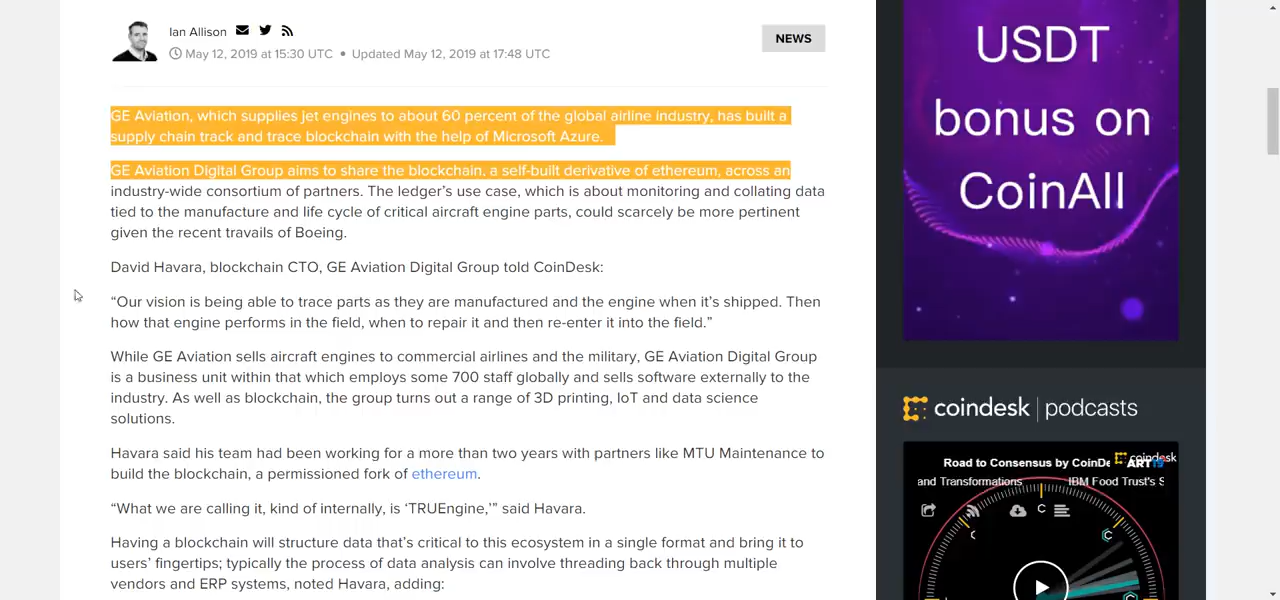 Ian Allison
May 12, 2019 at 15:30 UTC • Updated May 12, 2019 at 17:48 UTC
NEWS
GE Aviation, which supplies jet engines to about 60 percent of the global airline industry, has built a
supply chain track and trace blockchain with the help of Microsoft Azure.
GE Aviation Digital Group aims to share the blockchain, a self-built derivative of ethereum, across an
industry-wide consortium of partners. The ledger’s use case, which is about monitoring and collating data
tied to the manufacture and life cycle of critical aircraft engine parts, could scarcely be more pertinent
given the recent travails of Boeing.
David Havara, blockchain CTO, GE Aviation Digital Group told CoinDesk:
“Our vision is being able to trace parts as they are manufactured and the engine when it’s shipped. Then
how that engine performs in the field, when to repair it and then re-enter it into the field.”
While GE Aviation sells aircraft engines to commercial airlines and the military, GE Aviation Digital Group
is a business unit within that which employs some 700 staff globally and sells software externally to the
industry. As well as blockchain, the group turns out a range of 3D printing, IoT and data science
solutions.
Havara said his team had been working for a more than two years with partners like MTU Maintenance to
build the blockchain, a permissioned fork of ethereum.
“What we are calling it, kind of internally, is ‘TRUEngine,’” said Havara.
Having a blockchain will structure data that’s critical to this ecosystem in a single format and bring it to
users’ fingertips; typically the process of data analysis can involve threading back through multiple
vendors and ERP systems, noted Havara, adding:
USDT
bonus on
CoinAll
coindesk | podcasts
Road to Consensus by CoinDe
coindesk
ART19
and Transformations
IBM Food Trust's S